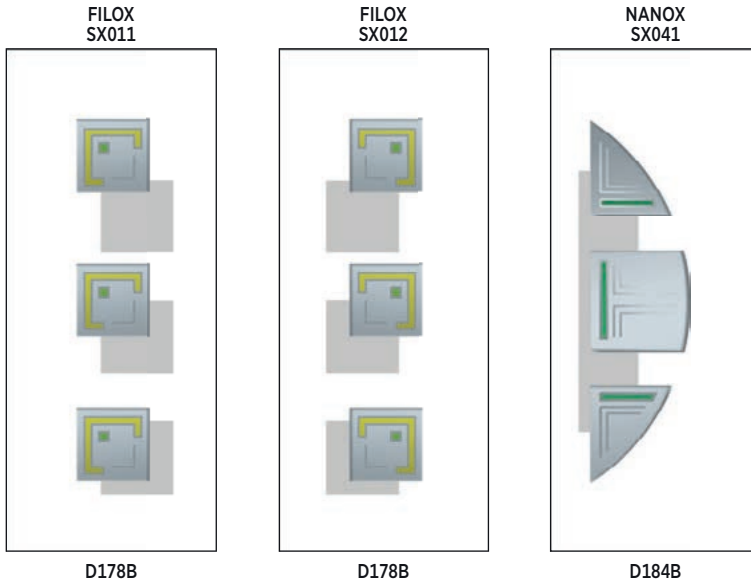 FILOX
SX011
FILOX
SX012
NANOX
SX041
D178B
D178B
D184B